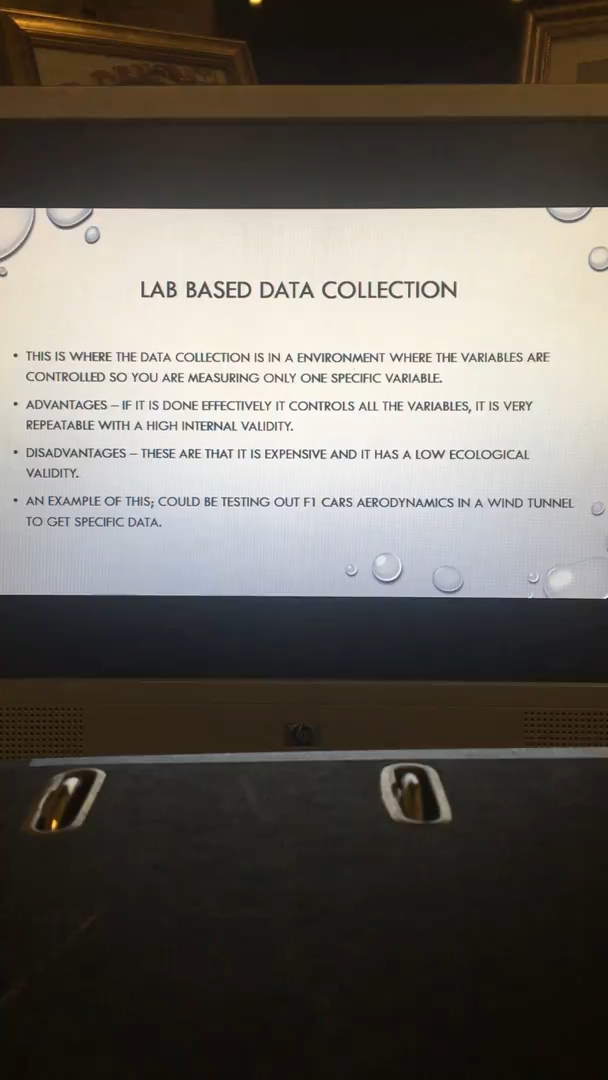 LAB BASED DATA COLLECTION
• THIS IS WHERE THE DATA COLLECTION IS IN A ENVIRONMENT WHERE THE VARIABLES ARE
CONTROLLED SO YOU ARE MEASURING ONLY ONE SPECIFIC VARIABLE.
• ADVANTAGES – IF IT IS DONE EFFECTIVELY IT CONTROLS ALL THE VARIABLES, IT IS VERY
REPEATABLE WITH A HIGH INTERNAL VALIDITY.
• DISADVANTAGES – THESE ARE THAT IT IS EXPENSIVE AND IT HAS A LOW ECOLOGICAL
VALIDITY.
• AN EXAMPLE OF THIS; COULD BE TESTING OUT F1 CARS AERODYNAMICS IN A WIND TUNNEL
TO GET SPECIFIC DATA.
hp